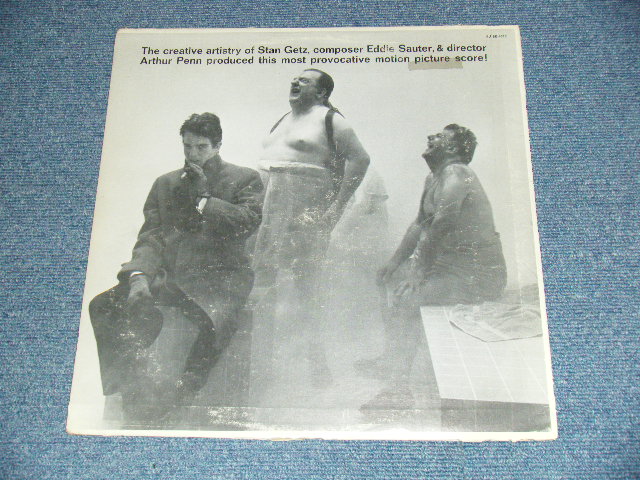 The creative artistry of Stan Getz, composer Eddie Sauter, & director
Arthur Penn produced this most provocative motion picture score!